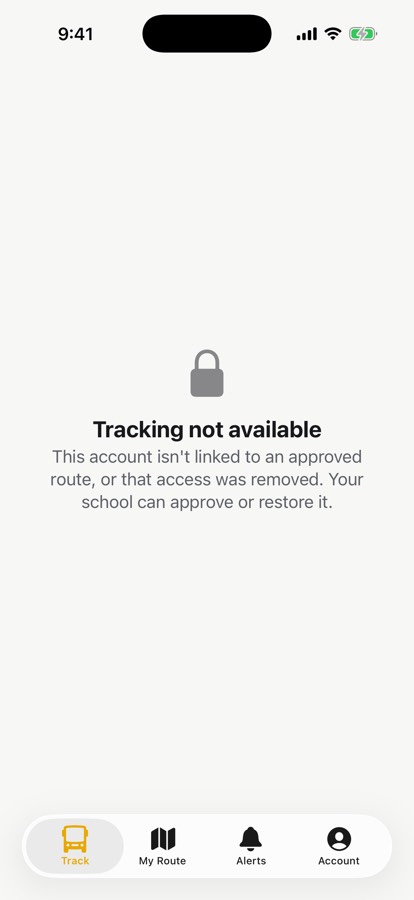 9:41
Tracking not available
This account isn't linked to an approved
route, or that access was removed. Your
school can approve or restore it.
Track
My Route
Alerts
Account